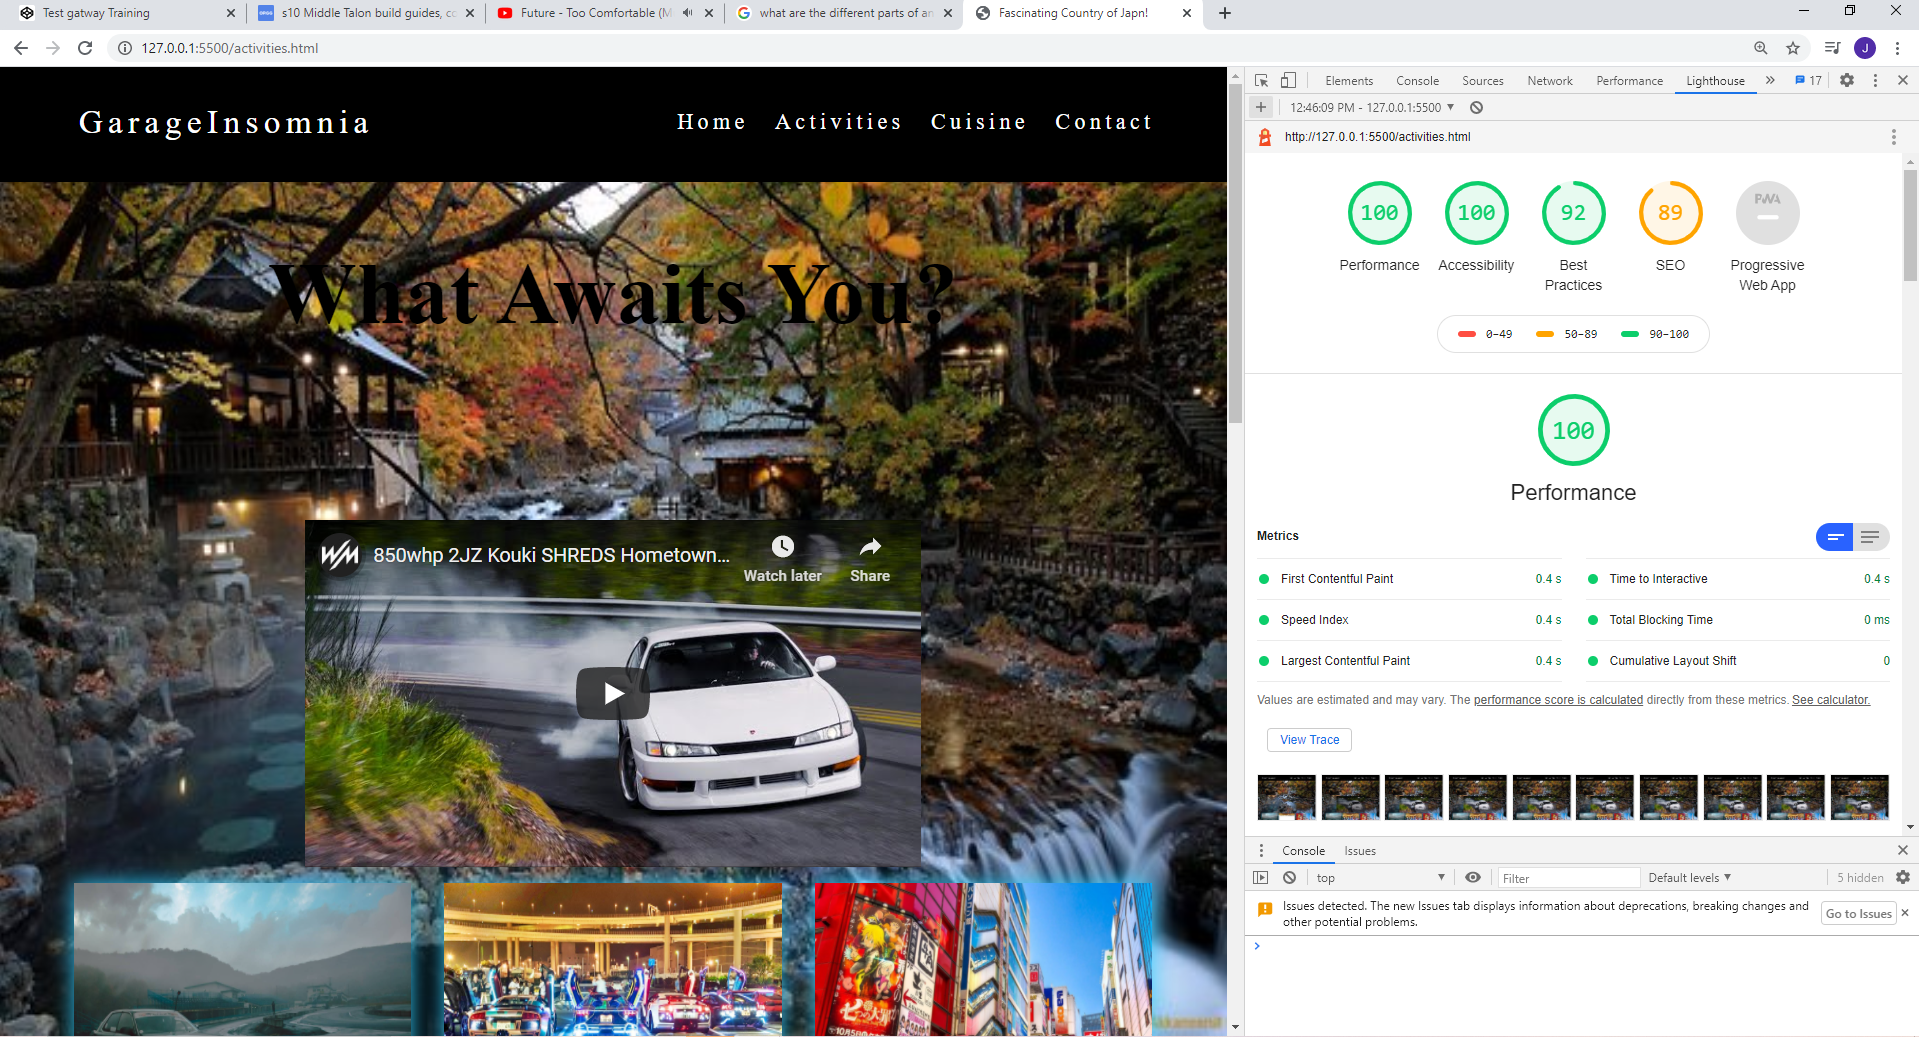 Test gatway Training
s10 Middle Talon build guides, co
Future - Too Comfortable (M
what are the different parts of an
Fascinating Country of Japn!
127.0.0.1:5500/activities.html
J
GarageInsomnia
Home Activities Cuisine Contact
What Awaits You?
850whp 2JZ Kouki SHREDS Hometown...
Watch later
Share
Elements Console Sources Network Performance Lighthouse 17
12:46:09 PM - 127.0.0.1:5500
http://127.0.0.1:5500/activities.html
100 100 92 89 PWA
Performance Accessibility Best Practices SEO Progressive Web App
0–49 50–89 90–100
100
Performance
Metrics
First Contentful Paint 0.4 s
Time to Interactive 0.4 s
Speed Index 0.4 s
Total Blocking Time 0 ms
Largest Contentful Paint 0.4 s
Cumulative Layout Shift 0
Values are estimated and may vary. The performance score is calculated directly from these metrics. See calculator.
View Trace
Console Issues
top Filter Default levels 5 hidden
Issues detected. The new Issues tab displays information about deprecations, breaking changes and
other potential problems.
Go to Issues